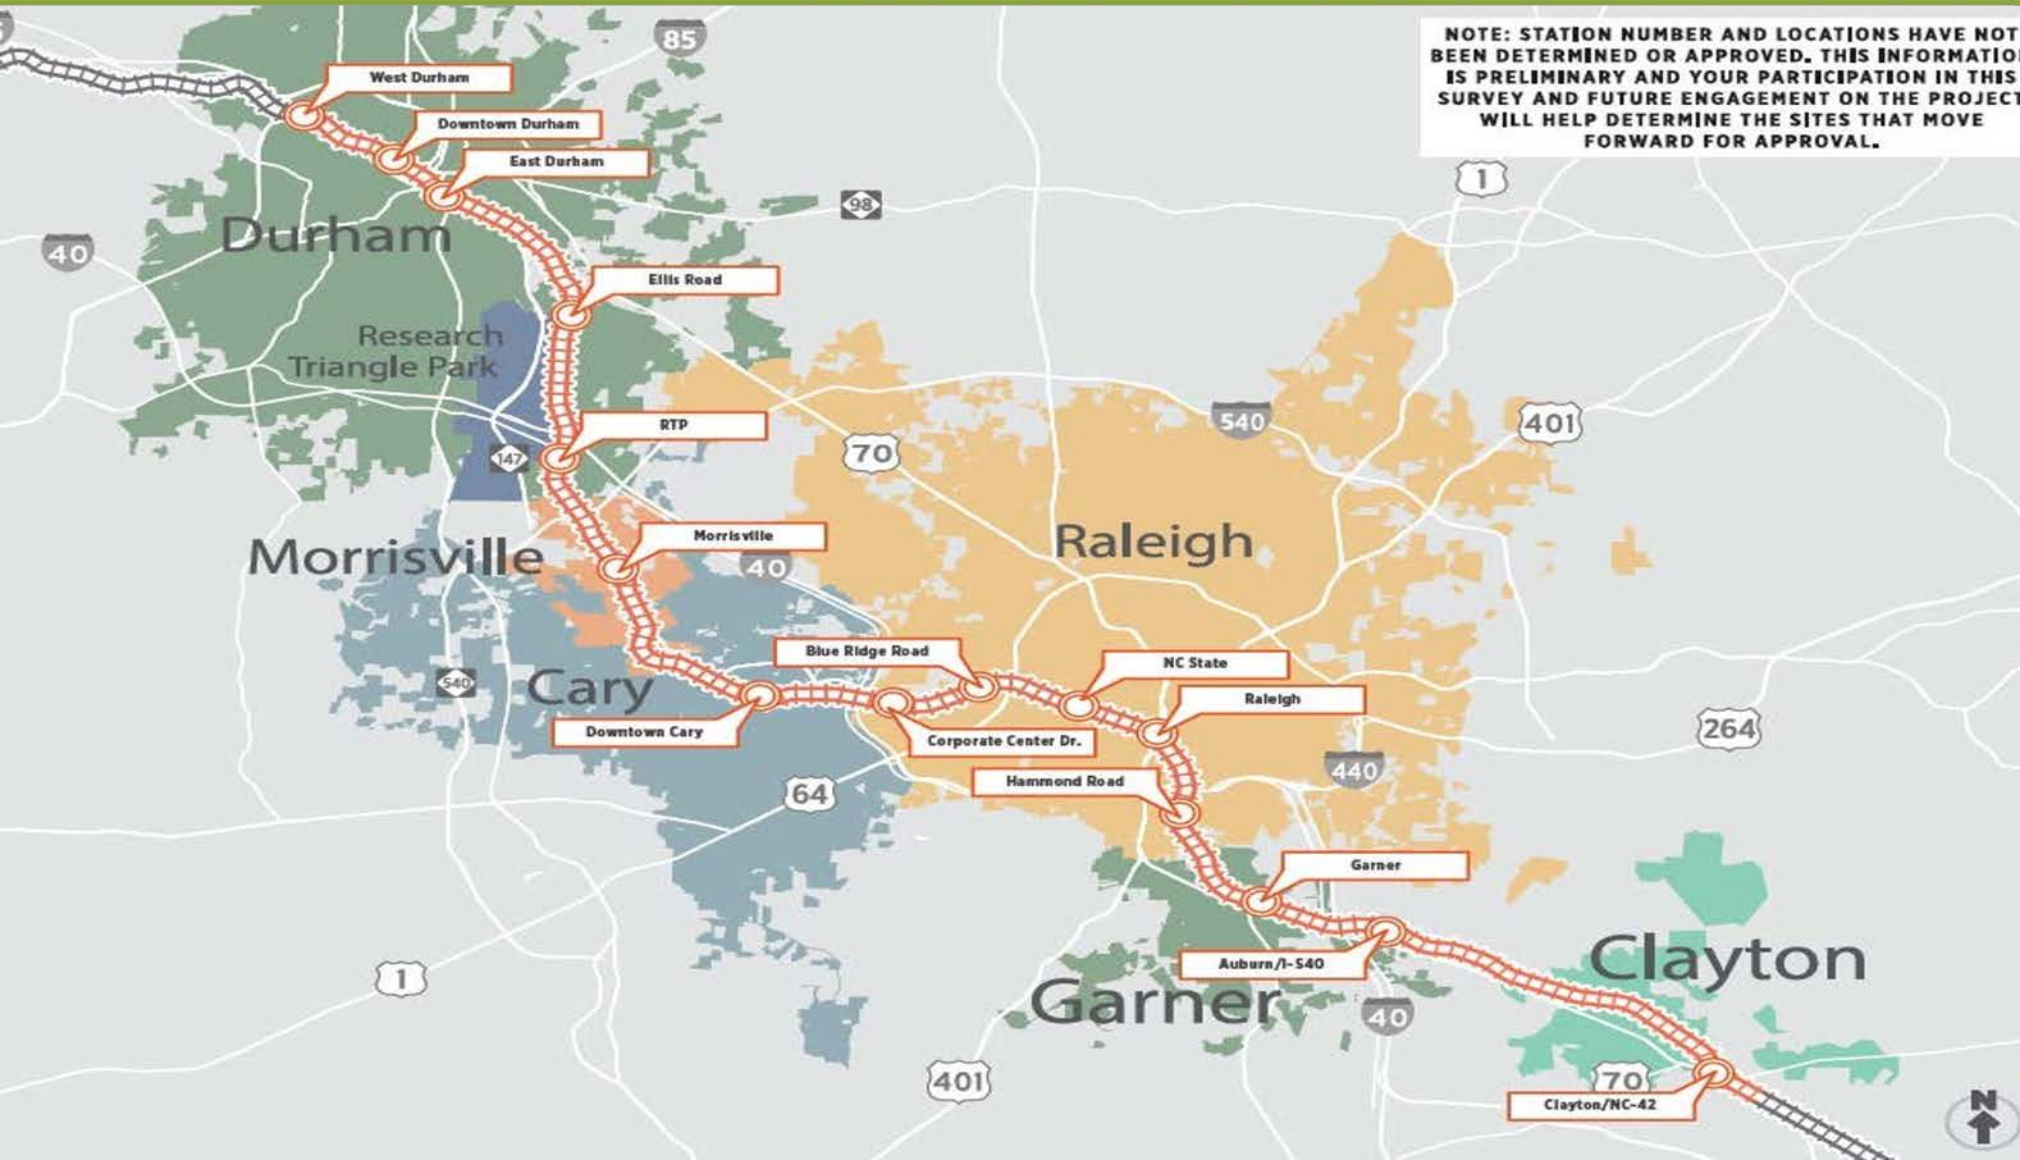 NOTE: STATION NUMBER AND LOCATIONS HAVE NOT
BEEN DETERMINED OR APPROVED. THIS INFORMATIO
IS PRELIMINARY AND YOUR PARTICIPATION IN THIS
SURVEY AND FUTURE ENGAGEMENT ON THE PROJECT
WILL HELP DETERMINE THE SITES THAT MOVE
FORWARD FOR APPROVAL.
85
West Durham
Downtown Durham
East Durham
1
98
Durham
40
Ellis Road
Research
Triangle Park
RTP
540
401
70
147
Morrisville
Morrisville
40
Raleigh
Blue Ridge Road
NC State
540
Cary
Raleigh
Downtown Cary
Corporate Center Dr.
264
Hammond Road
440
64
Garner
Clayton
Auburn/I-540
1
Garner
40
401
70
Clayton/NC-42
N